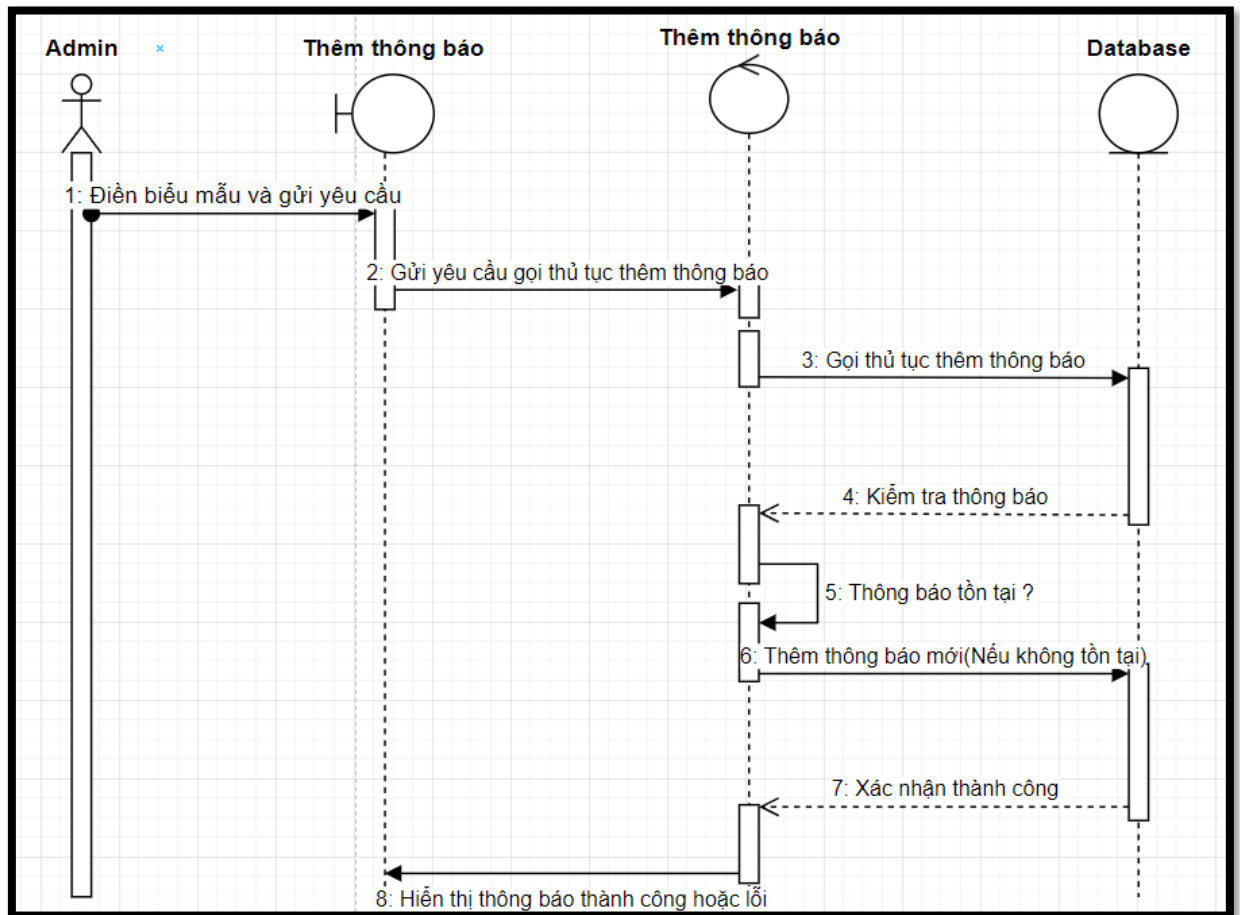 Admin
Thêm thông báo
Thêm thông báo
Database
1: Điền biểu mẫu và gửi yêu cầu
2: Gửi yêu cầu gọi thủ tục thêm thông báo
3: Gọi thủ tục thêm thông báo
4: Kiểm tra thông báo
5: Thông báo tồn tại ?
6: Thêm thông báo mới(Nếu không tồn tại)
7: Xác nhận thành công
8: Hiển thị thông báo thành công hoặc lỗi